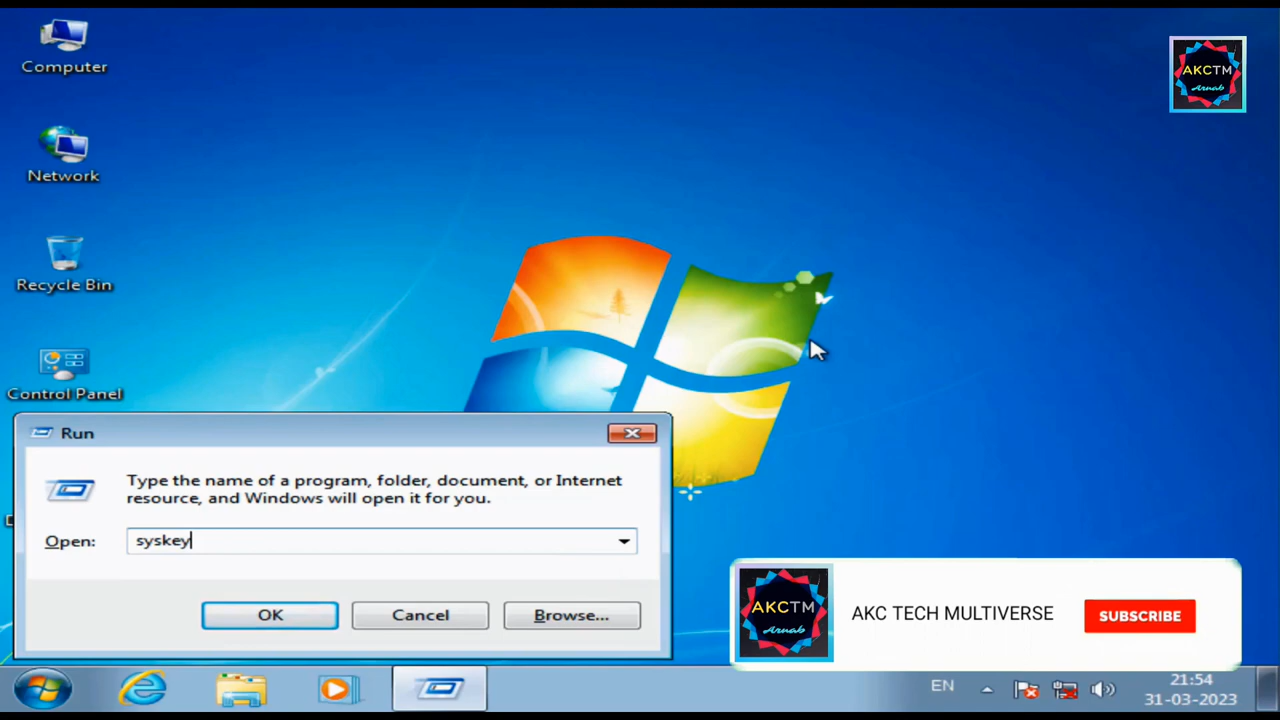 Computer
AKCTM
Arnab
Network
Recycle Bin
Control Panel
Run
Type the name of a program, folder, document, or Internet
resource, and Windows will open it for you.
Open: syskey
OK Cancel Browse...
AKCTM
Arnab
AKC TECH MULTIVERSE SUBSCRIBE
EN
21:54
31-03-2023